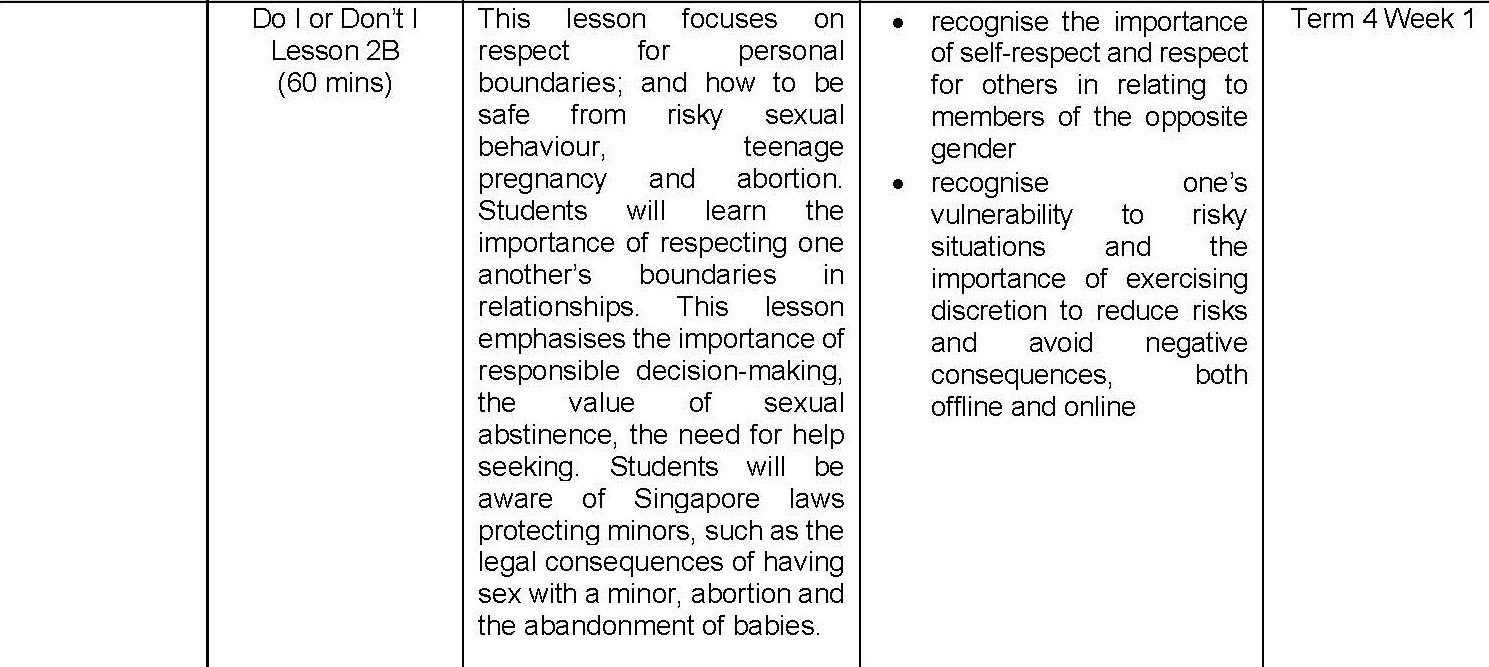 Do I or Don't I
Lesson 2B
(60 mins)
This lesson focuses on
respect for personal
boundaries; and how to be
safe from risky sexual
behaviour, teenage
pregnancy and abortion.
Students will learn the
importance of respecting one
another's boundaries in
relationships. This lesson
emphasises the importance of
responsible decision-making,
the value of sexual
abstinence, the need for help
seeking. Students will be
aware of Singapore laws
protecting minors, such as the
legal consequences of having
sex with a minor, abortion and
the abandonment of babies.
• recognise the importance
of self-respect and respect
for others in relating to
members of the opposite
gender
• recognise one's
vulnerability to risky
situations and the
importance of exercising
discretion to reduce risks
and avoid negative
consequences, both
offline and online
Term 4 Week 1